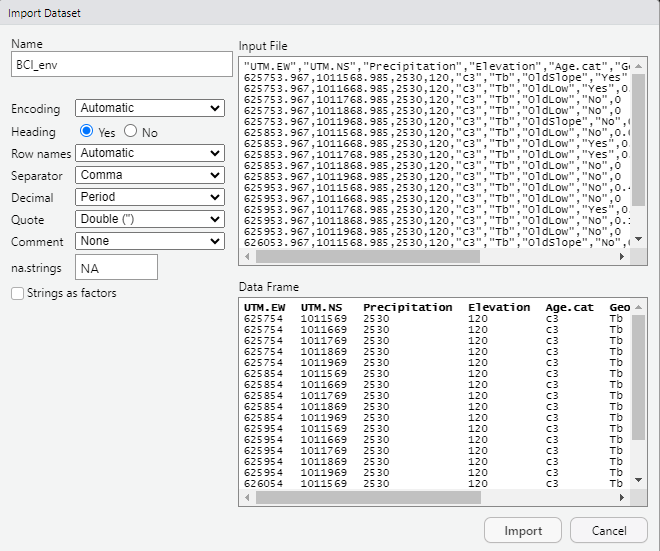 Import Dataset
Name
BCI_env
Encoding Automatic
Heading Yes No
Row names Automatic
Separator Comma
Decimal Period
Quote Double (")
Comment None
na.strings NA
Strings as factors
Input File
"UTM.EW","UTM.NS","Precipitation","Elevation","Age.cat","Ge
625753.967,1011568.985,2530,120,"c3","Tb","OldSlope","Yes"
625753.967,1011668.985,2530,120,"c3","Tb","OldLow","Yes",0.
625753.967,1011768.985,2530,120,"c3","Tb","OldLow","No",0
625753.967,1011868.985,2530,120,"c3","Tb","OldLow","No",0
625753.967,1011968.985,2530,120,"c3","Tb","OldSlope","No",
625853.967,1011568.985,2530,120,"c3","Tb","OldLow","No",0.
625853.967,1011668.985,2530,120,"c3","Tb","OldLow","Yes",0.
625853.967,1011768.985,2530,120,"c3","Tb","OldLow","Yes",0.
625853.967,1011868.985,2530,120,"c3","Tb","OldLow","No",0
625853.967,1011968.985,2530,120,"c3","Tb","OldLow","No",0
625953.967,1011568.985,2530,120,"c3","Tb","OldLow","No",0.
625953.967,1011668.985,2530,120,"c3","Tb","OldLow","No",0
625953.967,1011768.985,2530,120,"c3","Tb","OldLow","Yes",0.
625953.967,1011868.985,2530,120,"c3","Tb","OldLow","No",0.
625953.967,1011968.985,2530,120,"c3","Tb","OldLow","No",0
626053.967,1011568.985,2530,120,"c3","Tb","OldSlope","No",
Data Frame
UTM.EW UTM.NS Precipitation Elevation Age.cat Geo
625754 1011569 2530 120 c3 Tb
625754 1011669 2530 120 c3 Tb
625754 1011769 2530 120 c3 Tb
625754 1011869 2530 120 c3 Tb
625754 1011969 2530 120 c3 Tb
625854 1011569 2530 120 c3 Tb
625854 1011669 2530 120 c3 Tb
625854 1011769 2530 120 c3 Tb
625854 1011869 2530 120 c3 Tb
625854 1011969 2530 120 c3 Tb
625954 1011569 2530 120 c3 Tb
625954 1011669 2530 120 c3 Tb
625954 1011769 2530 120 c3 Tb
625954 1011869 2530 120 c3 Tb
625954 1011969 2530 120 c3 Tb
626054 1011569 2530 120 c3 Tb
Import Cancel